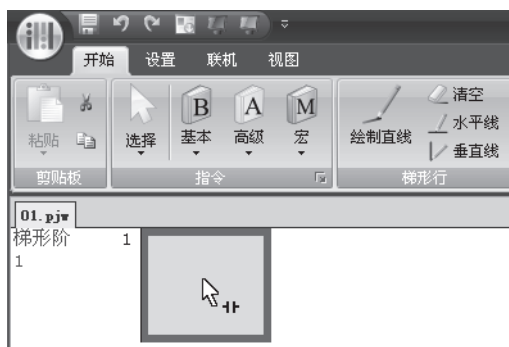 开始 设置 联机 视图
B A M 清空
水平线
粘贴 选择 基本 高级 宏 绘制直线
垂直线
剪贴板 指令 梯形行
01.pjw
梯形阶 1
1